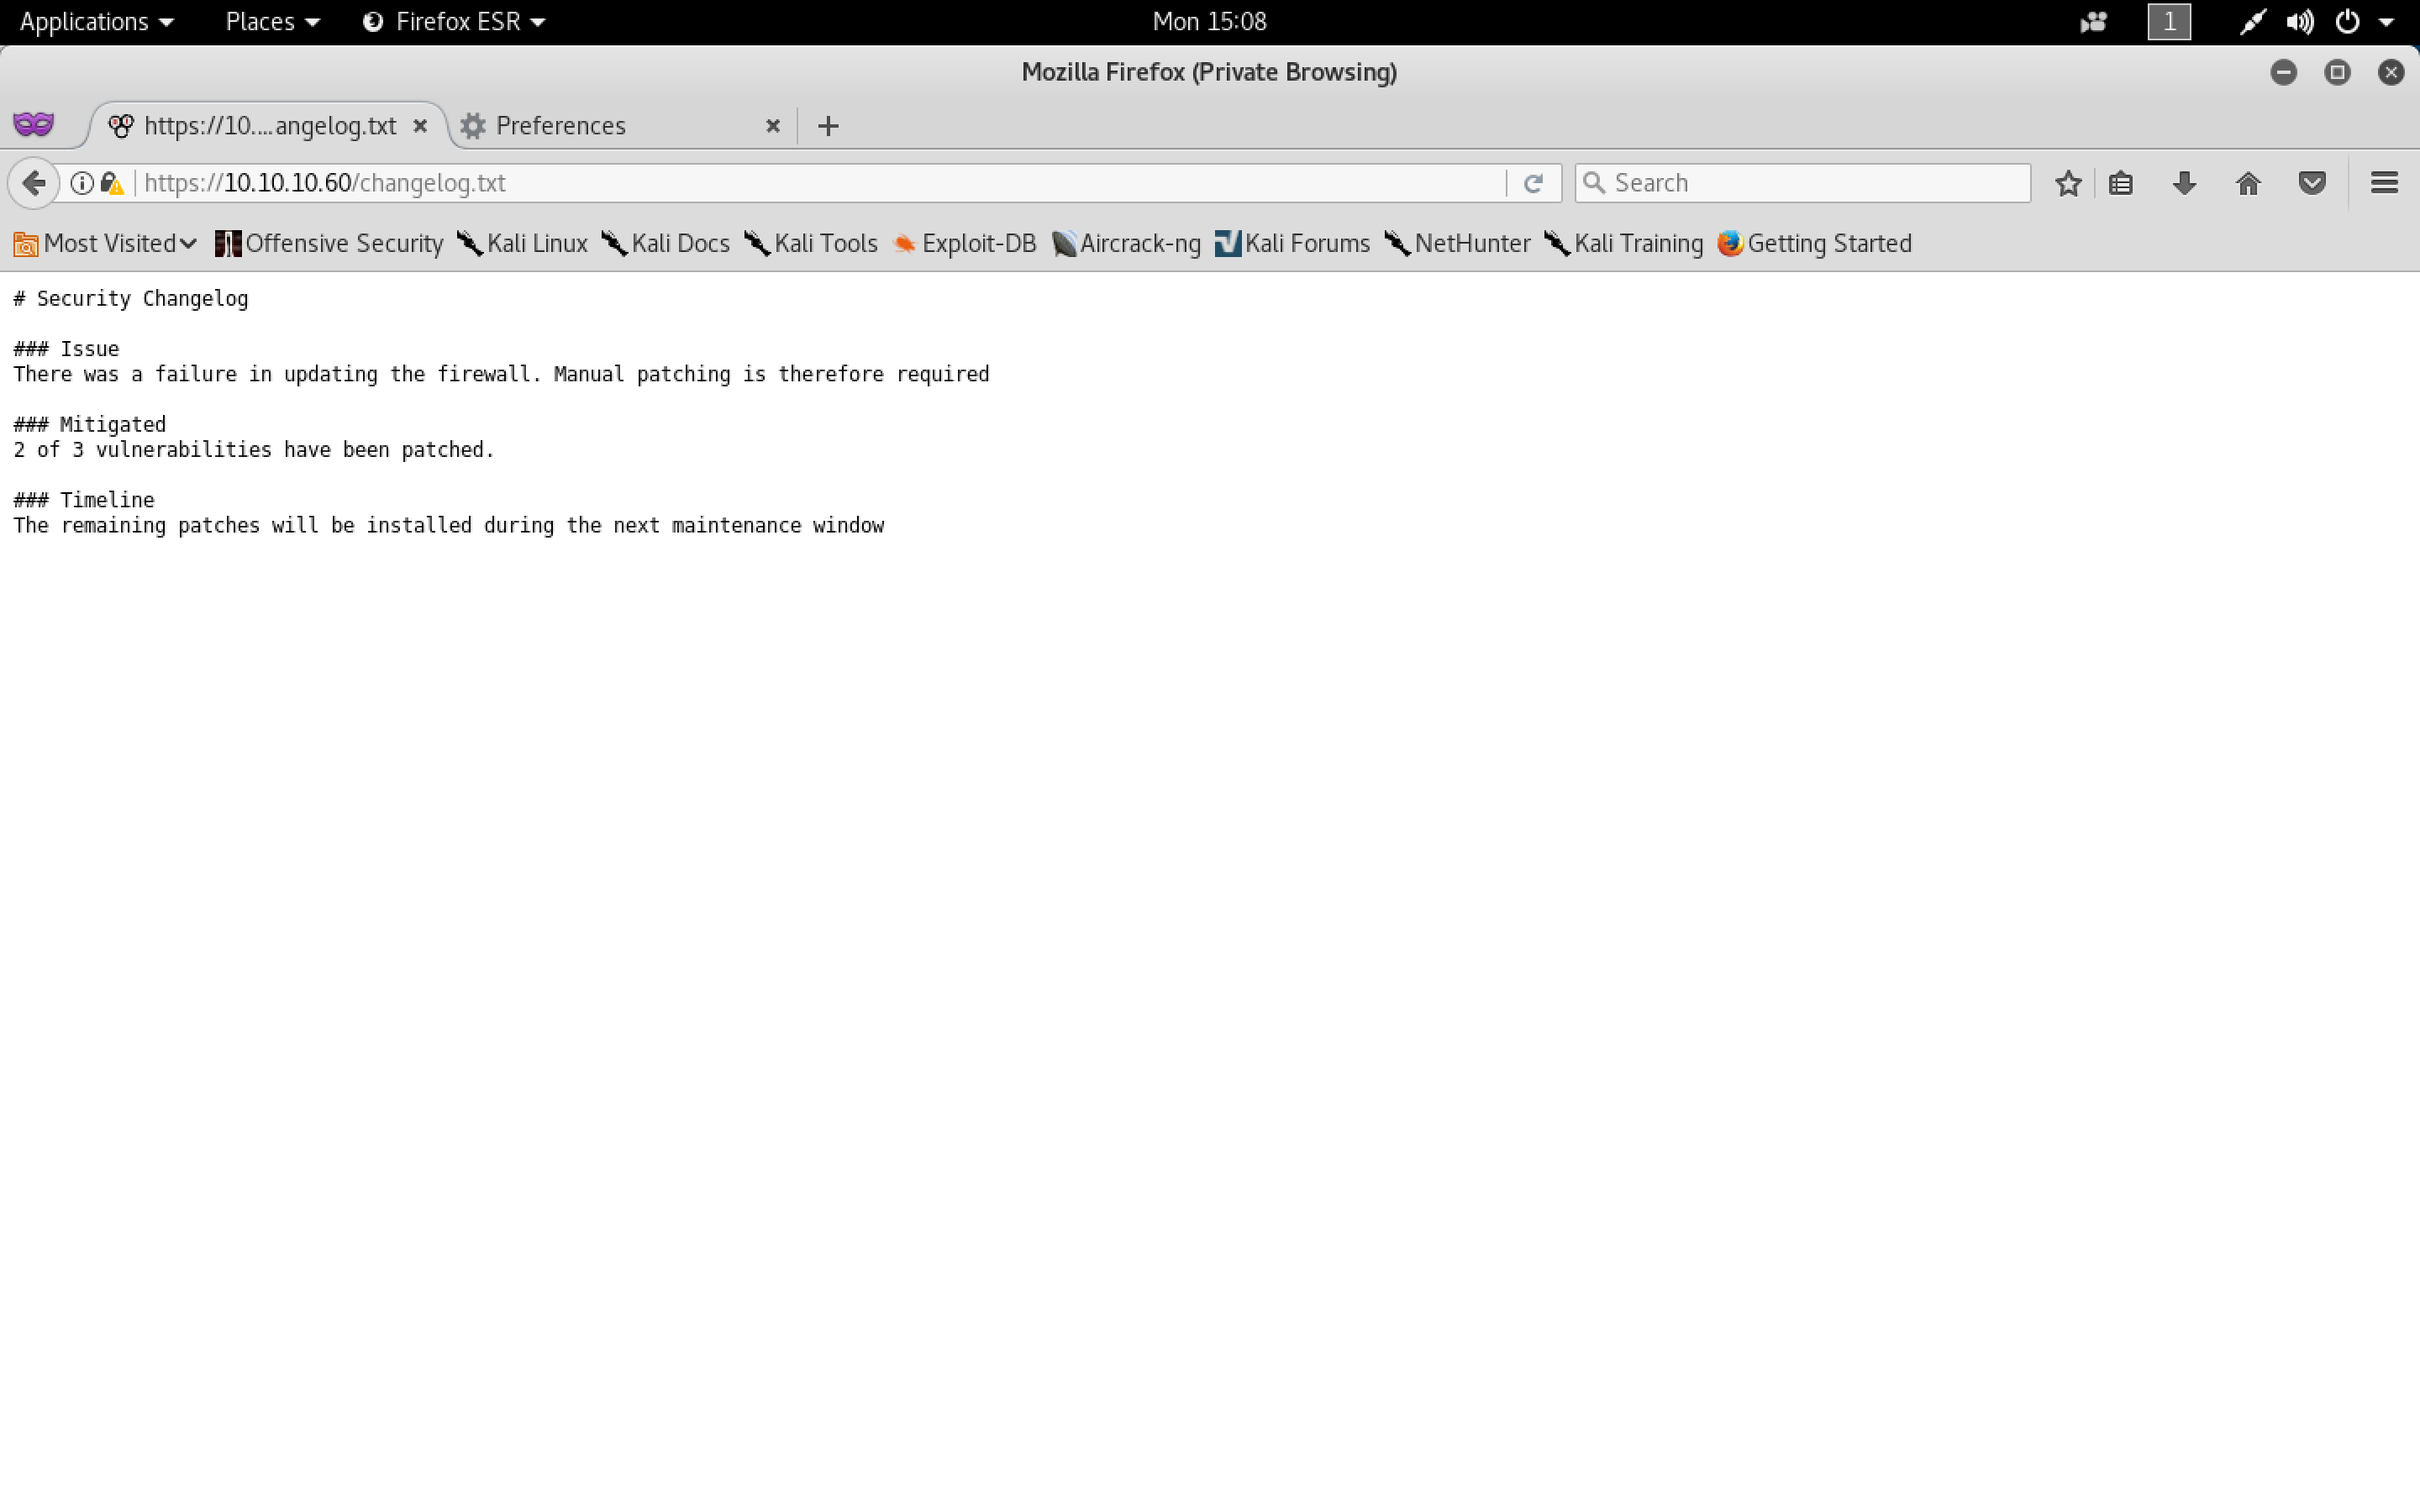 Applications Places Firefox ESR Mon 15:08 1
Mozilla Firefox (Private Browsing)
https://10....angelog.txt Preferences
https://10.10.10.60/changelog.txt Search
Most Visited Offensive Security Kali Linux Kali Docs Kali Tools Exploit-DB Aircrack-ng Kali Forums NetHunter Kali Training Getting Started
# Security Changelog
### Issue
There was a failure in updating the firewall. Manual patching is therefore required
### Mitigated
2 of 3 vulnerabilities have been patched.
### Timeline
The remaining patches will be installed during the next maintenance window